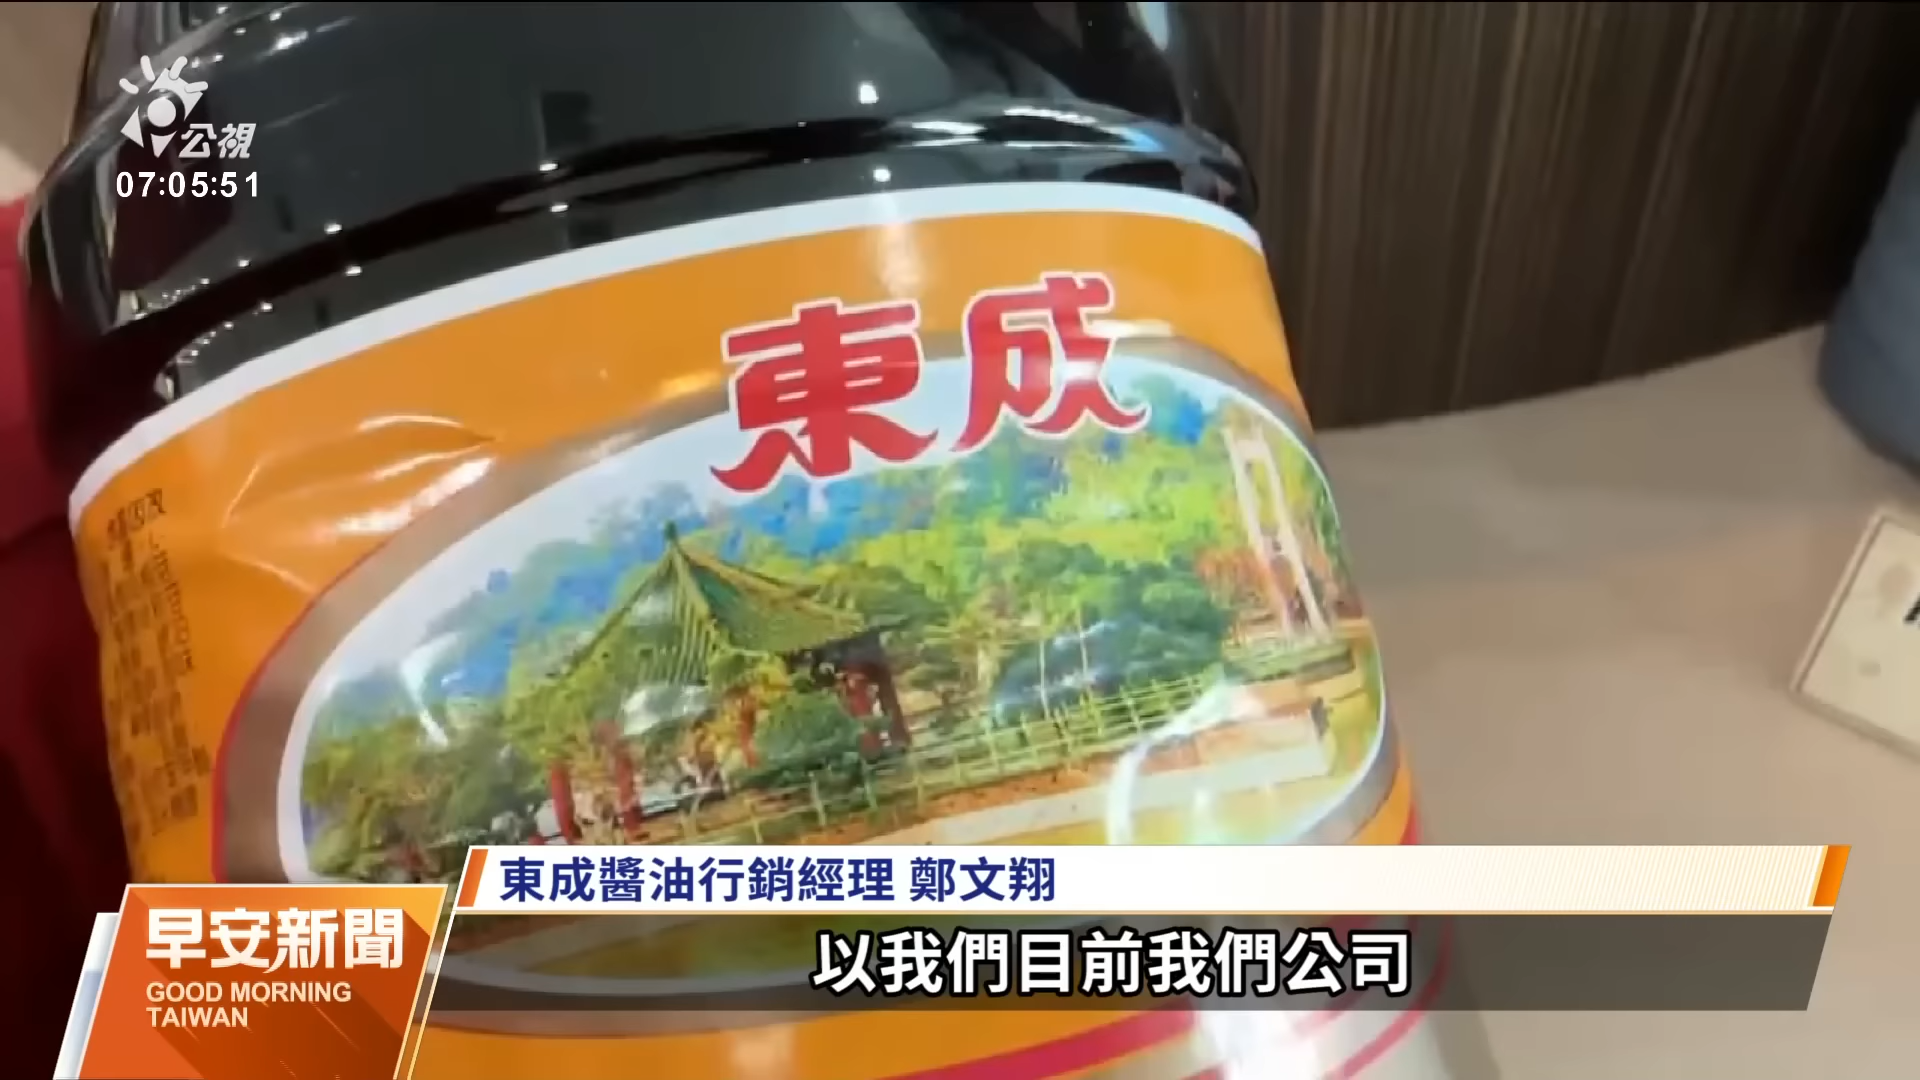 公視
07:05:51
東成
東成醬油行銷經理 鄭文翔
以我們目前我們公司
早安新聞
GOOD MORNING
TAIWAN